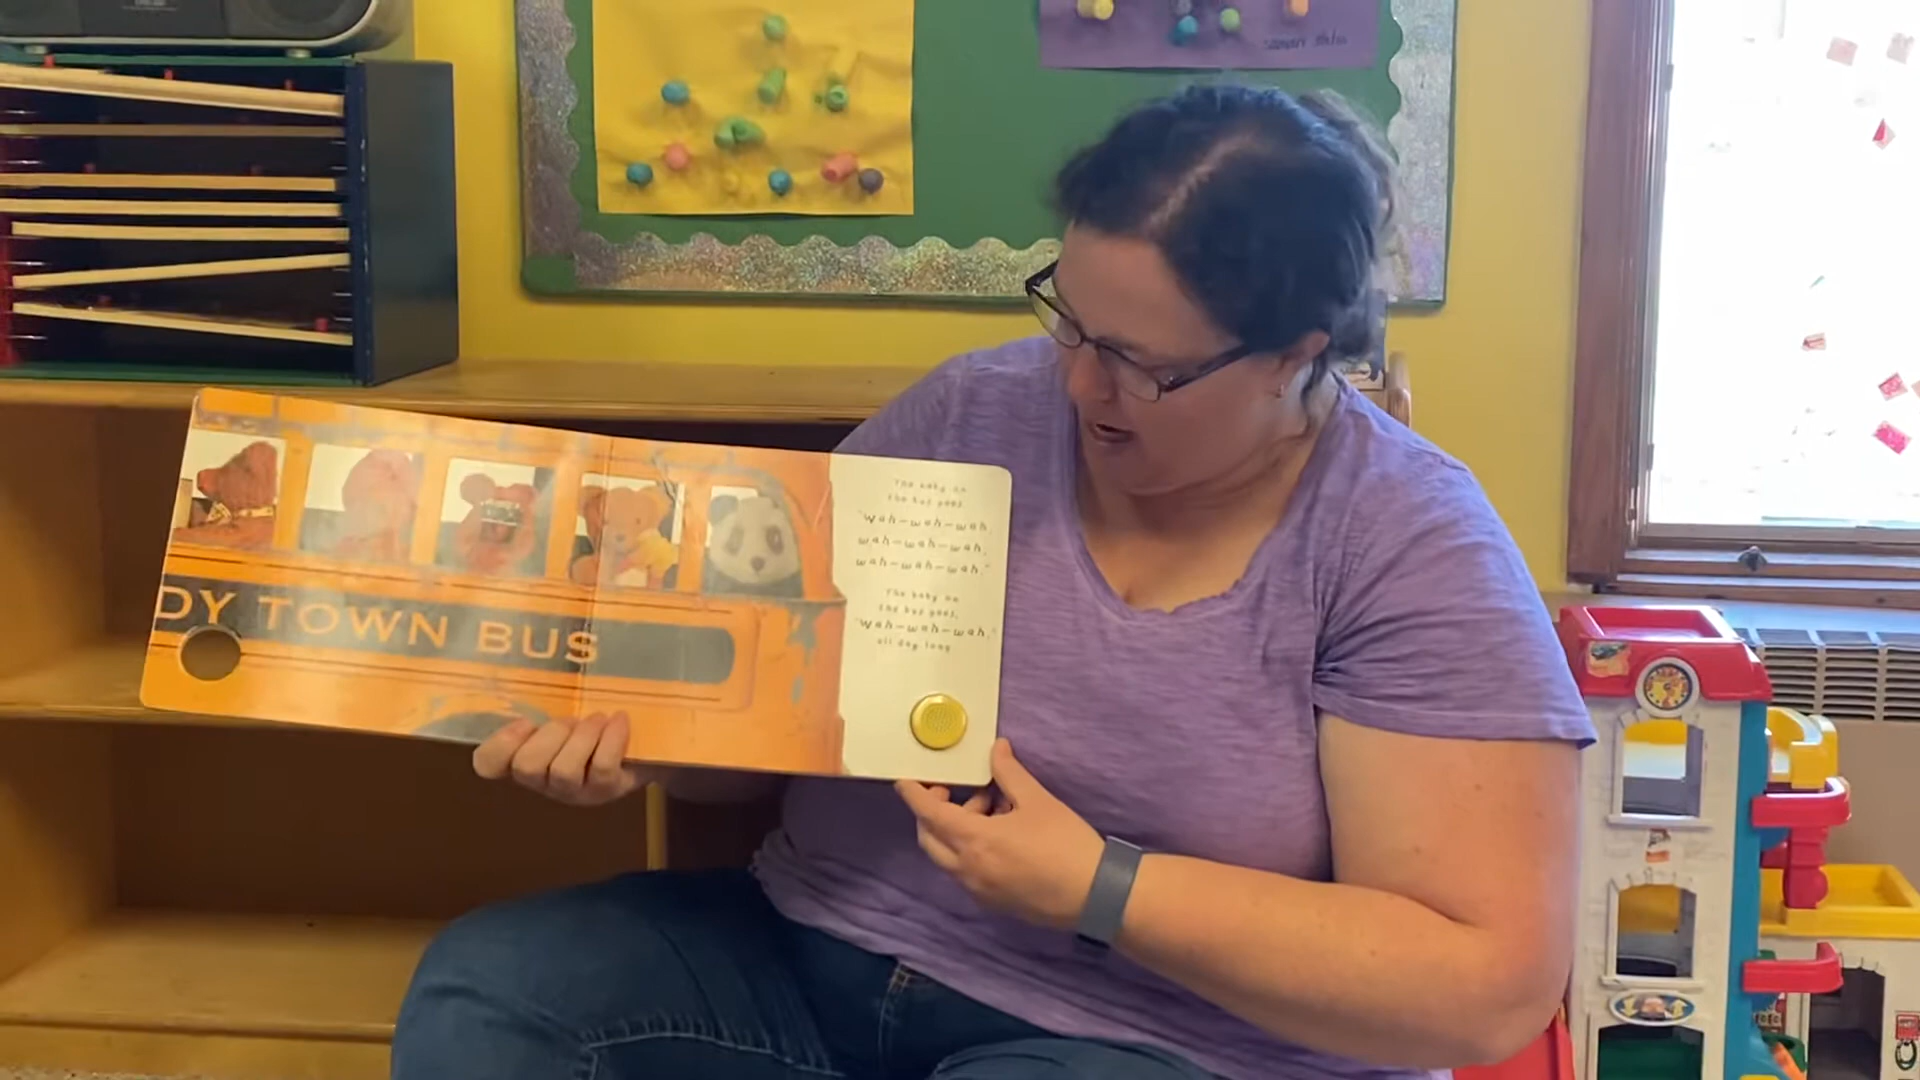 DY TOWN BUS
The baby on
the bus goes,
"wah-wah-wah,
wah-wah-wah,
wah-wah-wah."
The baby on
the bus goes,
"wah-wah-wah,"
all day long.